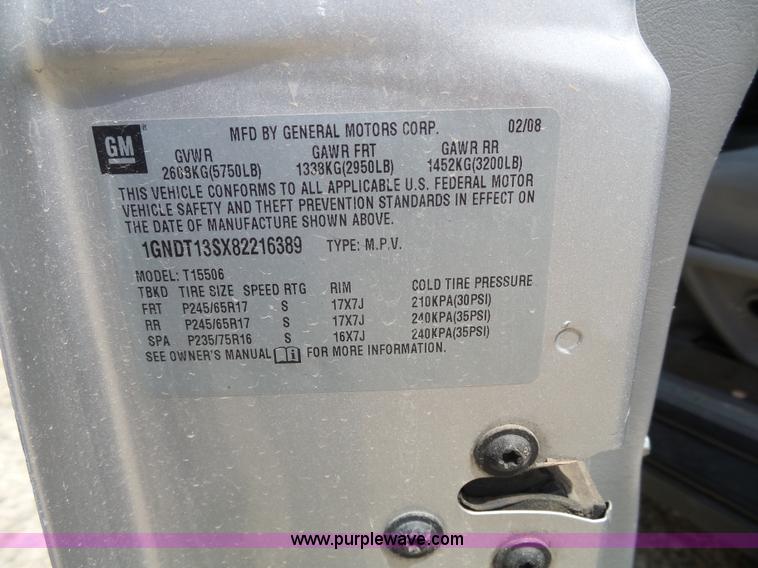 GM
MFD BY GENERAL MOTORS CORP. 02/08
GVWR GAWR FRT GAWR RR
2608KG(5750LB) 1338KG(2950LB) 1452KG(3200LB)
THIS VEHICLE CONFORMS TO ALL APPLICABLE U.S. FEDERAL MOTOR
VEHICLE SAFETY AND THEFT PREVENTION STANDARDS IN EFFECT ON
THE DATE OF MANUFACTURE SHOWN ABOVE.
1GNDT13SX82216389 TYPE: M.P.V.
MODEL: T15506
TBKD TIRE SIZE SPEED RTG RIM COLD TIRE PRESSURE
FRT P245/65R17 S 17X7J 210KPA(30PSI)
RR P245/65R17 S 17X7J 240KPA(35PSI)
SPA P235/75R16 S 16X7J 240KPA(35PSI)
SEE OWNER'S MANUAL FOR MORE INFORMATION.
www.purplewave.com